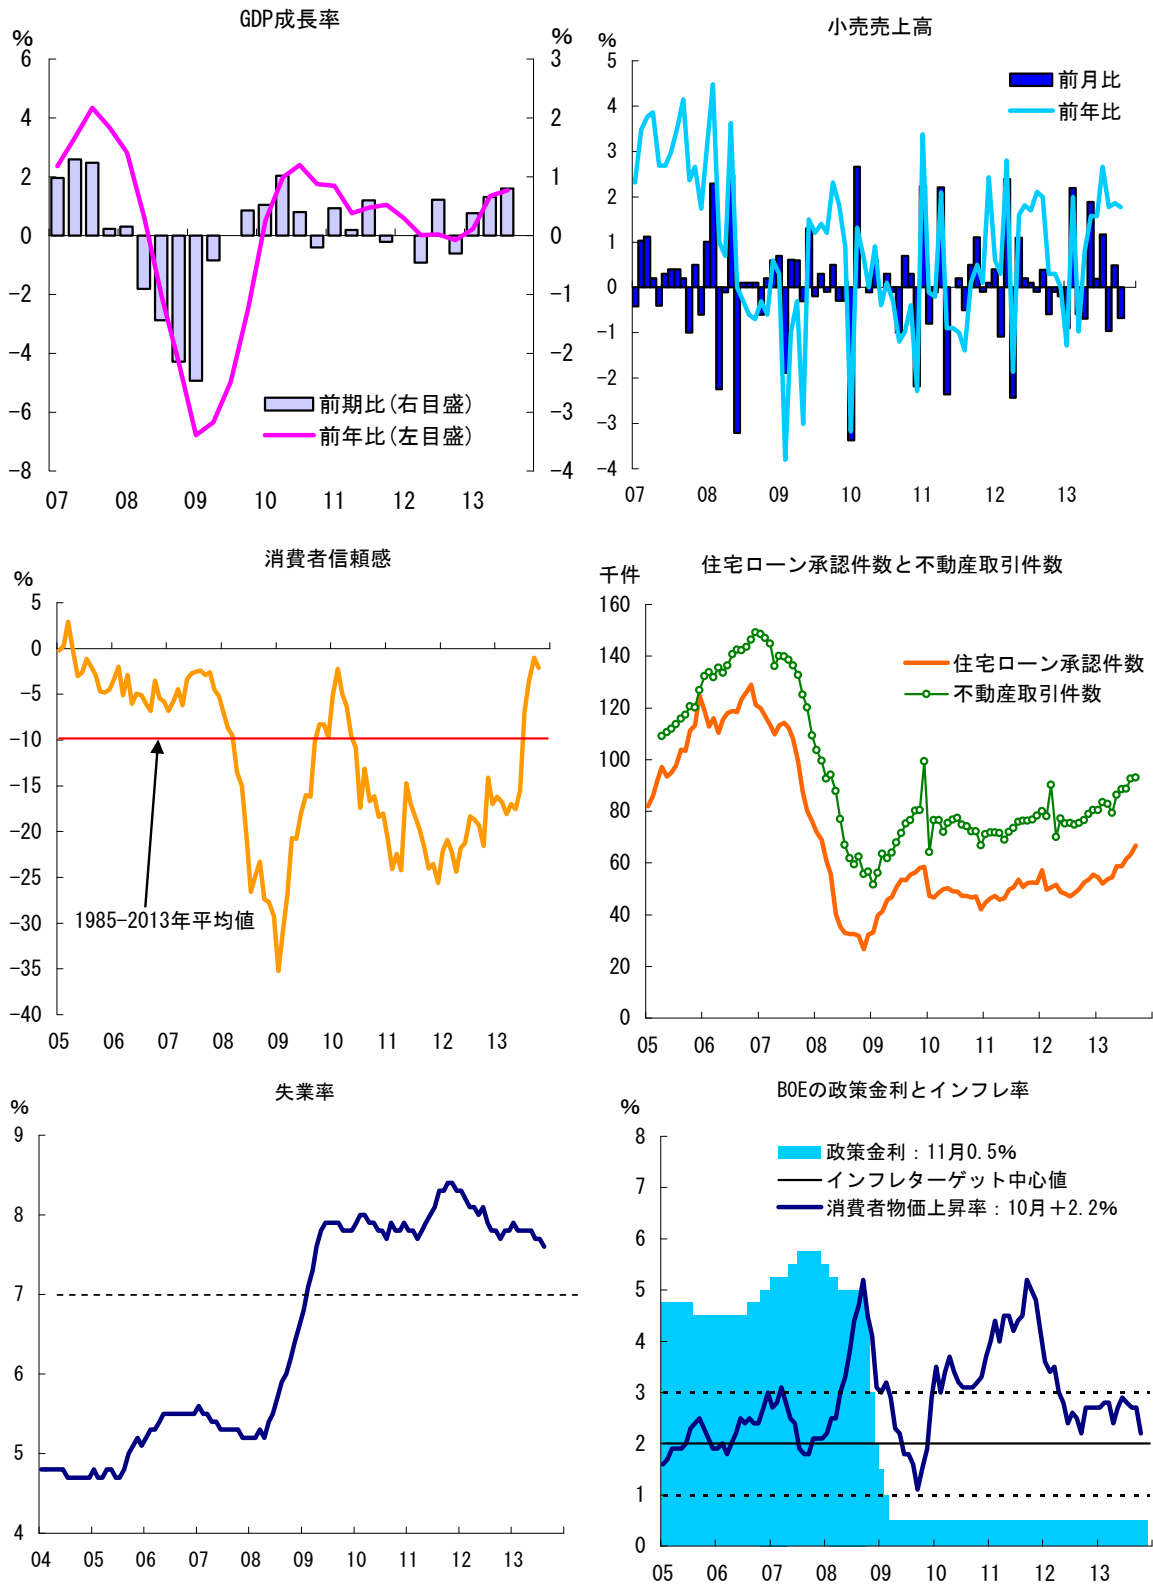 GDP成長率
%
%
6
4
2
0
-2
-4
-6
-8
3
2
1
0
-1
-2
-3
-4
前期比(右目盛)
前年比(左目盛)
07 08 09 10 11 12 13
小売売上高
%
5
4
3
2
1
0
-1
-2
-3
-4
前月比
前年比
07 08 09 10 11 12 13
消費者信頼感
%
5
0
-5
-10
-15
-20
-25
-30
-35
-40
1985-2013年平均値
05 06 07 08 09 10 11 12 13
住宅ローン承認件数と不動産取引件数
千件
160
140
120
100
80
60
40
20
0
住宅ローン承認件数
不動産取引件数
05 06 07 08 09 10 11 12 13
失業率
%
9
8
7
6
5
4
04 05 06 07 08 09 10 11 12 13
BOEの政策金利とインフレ率
%
8
7
6
5
4
3
2
1
0
政策金利：11月0.5%
インフレターゲット中心値
消費者物価上昇率：10月＋2.2%
05 06 07 08 09 10 11 12 13